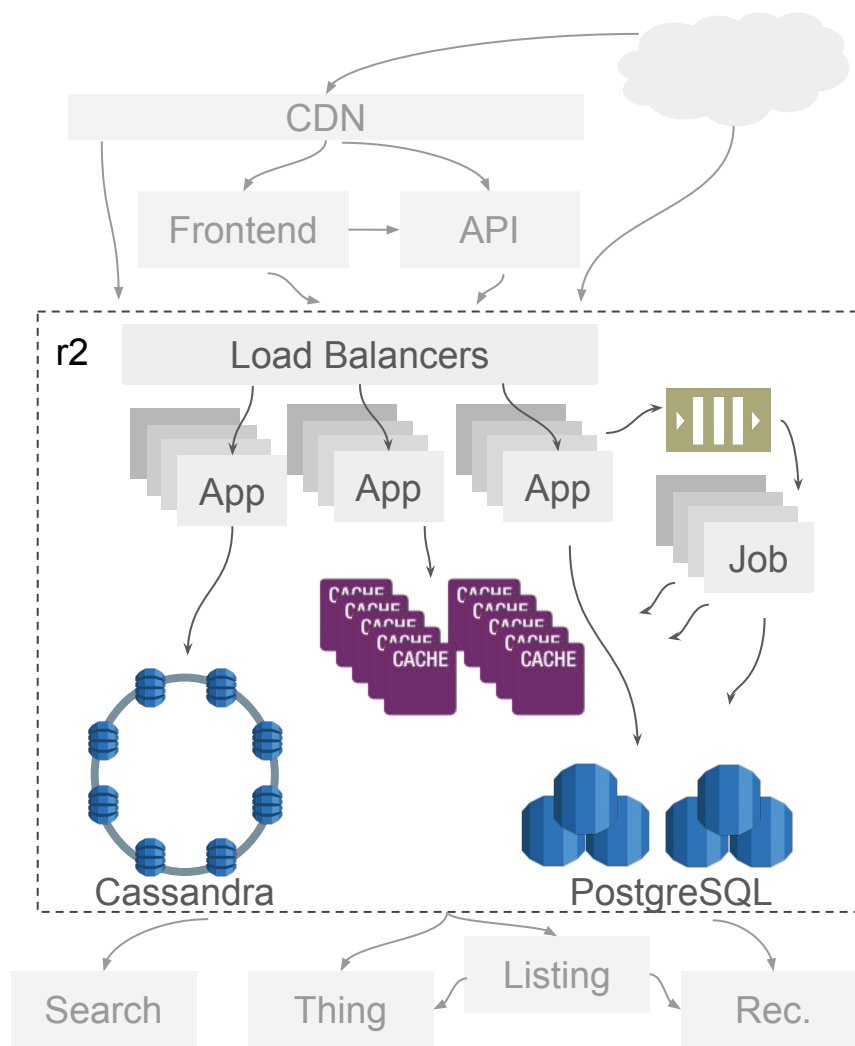 CDN
Frontend
API
r2
Load Balancers
App
App
App
Job
CACHE
CACHE
CACHE
CACHE
CACHE
CACHE
CACHE
CACHE
CACHE
CACHE
Cassandra
PostgreSQL
Search
Thing
Listing
Rec.